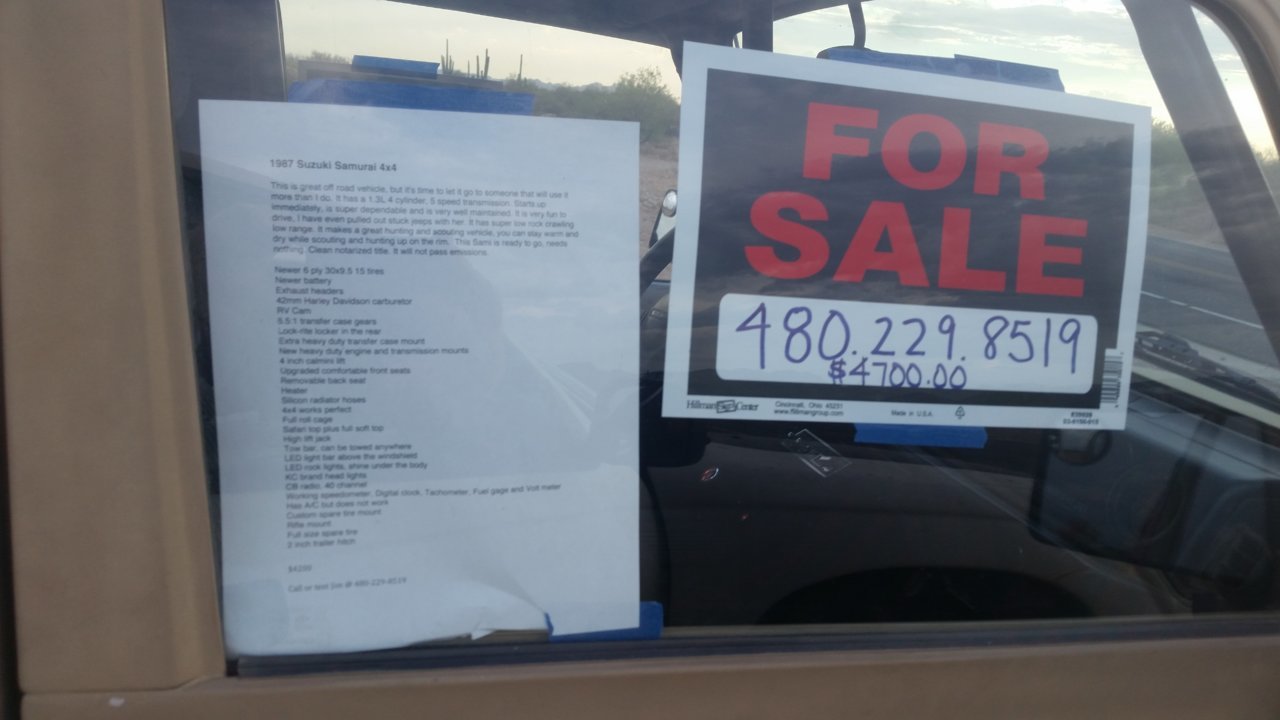 1987 Suzuki Samurai 4x4
This is great off road vehicle, but it's time to let it go to someone that will use it
more than I do. It has a 1.3L 4 cylinder, 5 speed transmission. Starts up
immediately, is super dependable and is very well maintained. It is very fun to
drive, I have even pulled out stuck jeeps with her. It has super low rock crawling
low range. It makes a great hunting and scouting vehicle, you can stay warm and
dry while scouting and hunting up on the rim. This Sami is ready to go, needs
nothing. Clean notarized title. It will not pass emissions.
Newer 6 ply 30x9.5 15 tires
Newer battery
Exhaust headers
42mm Harley Davidson carburetor
RV Cam
5.5:1 transfer case gears
Lock-rite locker in the rear
Extra heavy duty transfer case mount
New heavy duty engine and transmission mounts
4 inch calmini lift
Upgraded comfortable front seats
Removable back seat
Heater
Silicon radiator hoses
4x4 works perfect
Full roll cage
Safari top plus full soft top
High lift jack
Tow bar, can be towed anywhere
LED light bar above the windshield
LED rock lights, shine under the body
KC brand head lights
CB radio, 40 channel
Working speedometer, Digital clock, Tachometer, Fuel gage and Volt meter
Has A/C but does not work
Custom spare tire mount
Rifle mount
Full size spare tire
2 inch trailer hitch
$4200
Call or text Jim @ 480-229-8519
FOR
SALE
480.229.8519
$4700.00
Hillman Sign Center
Cincinnati, Ohio 45231
www.hillmangroup.com
Made in U.S.A.